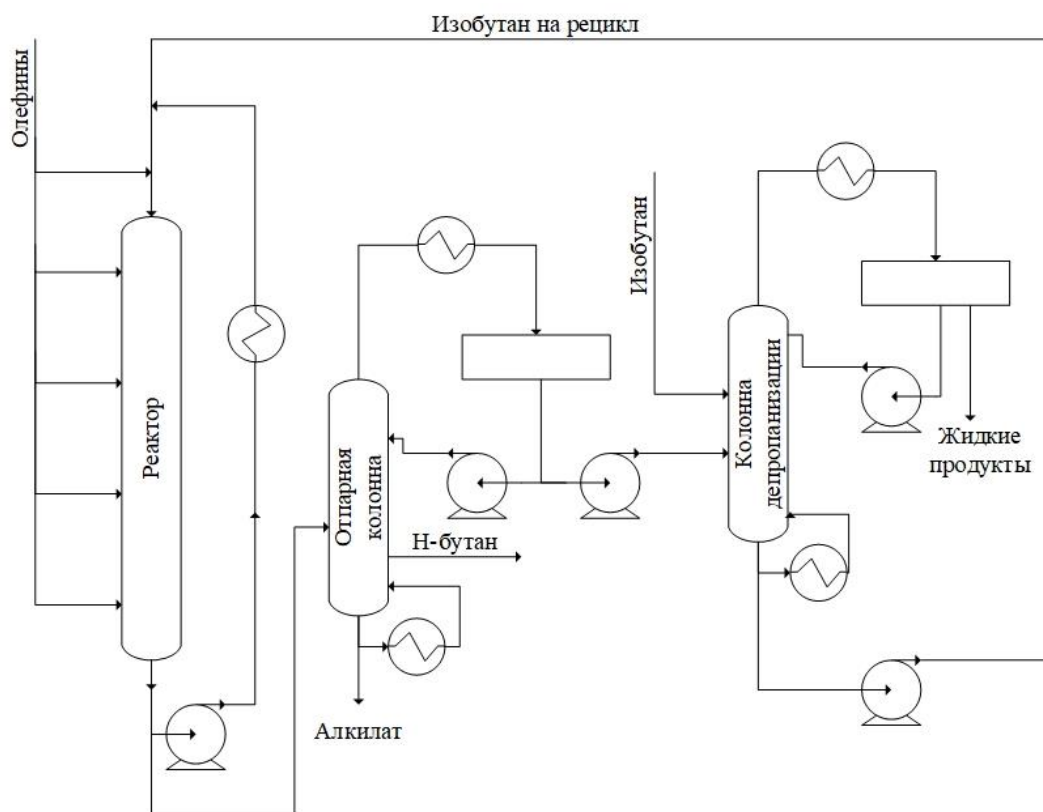 Изобутан на рецикл
Олефины
Реактор
Отпарная
колонна
Н-бутан
Алкилат
Изобутан
Колонна
депропанизации
Жидкие
продукты